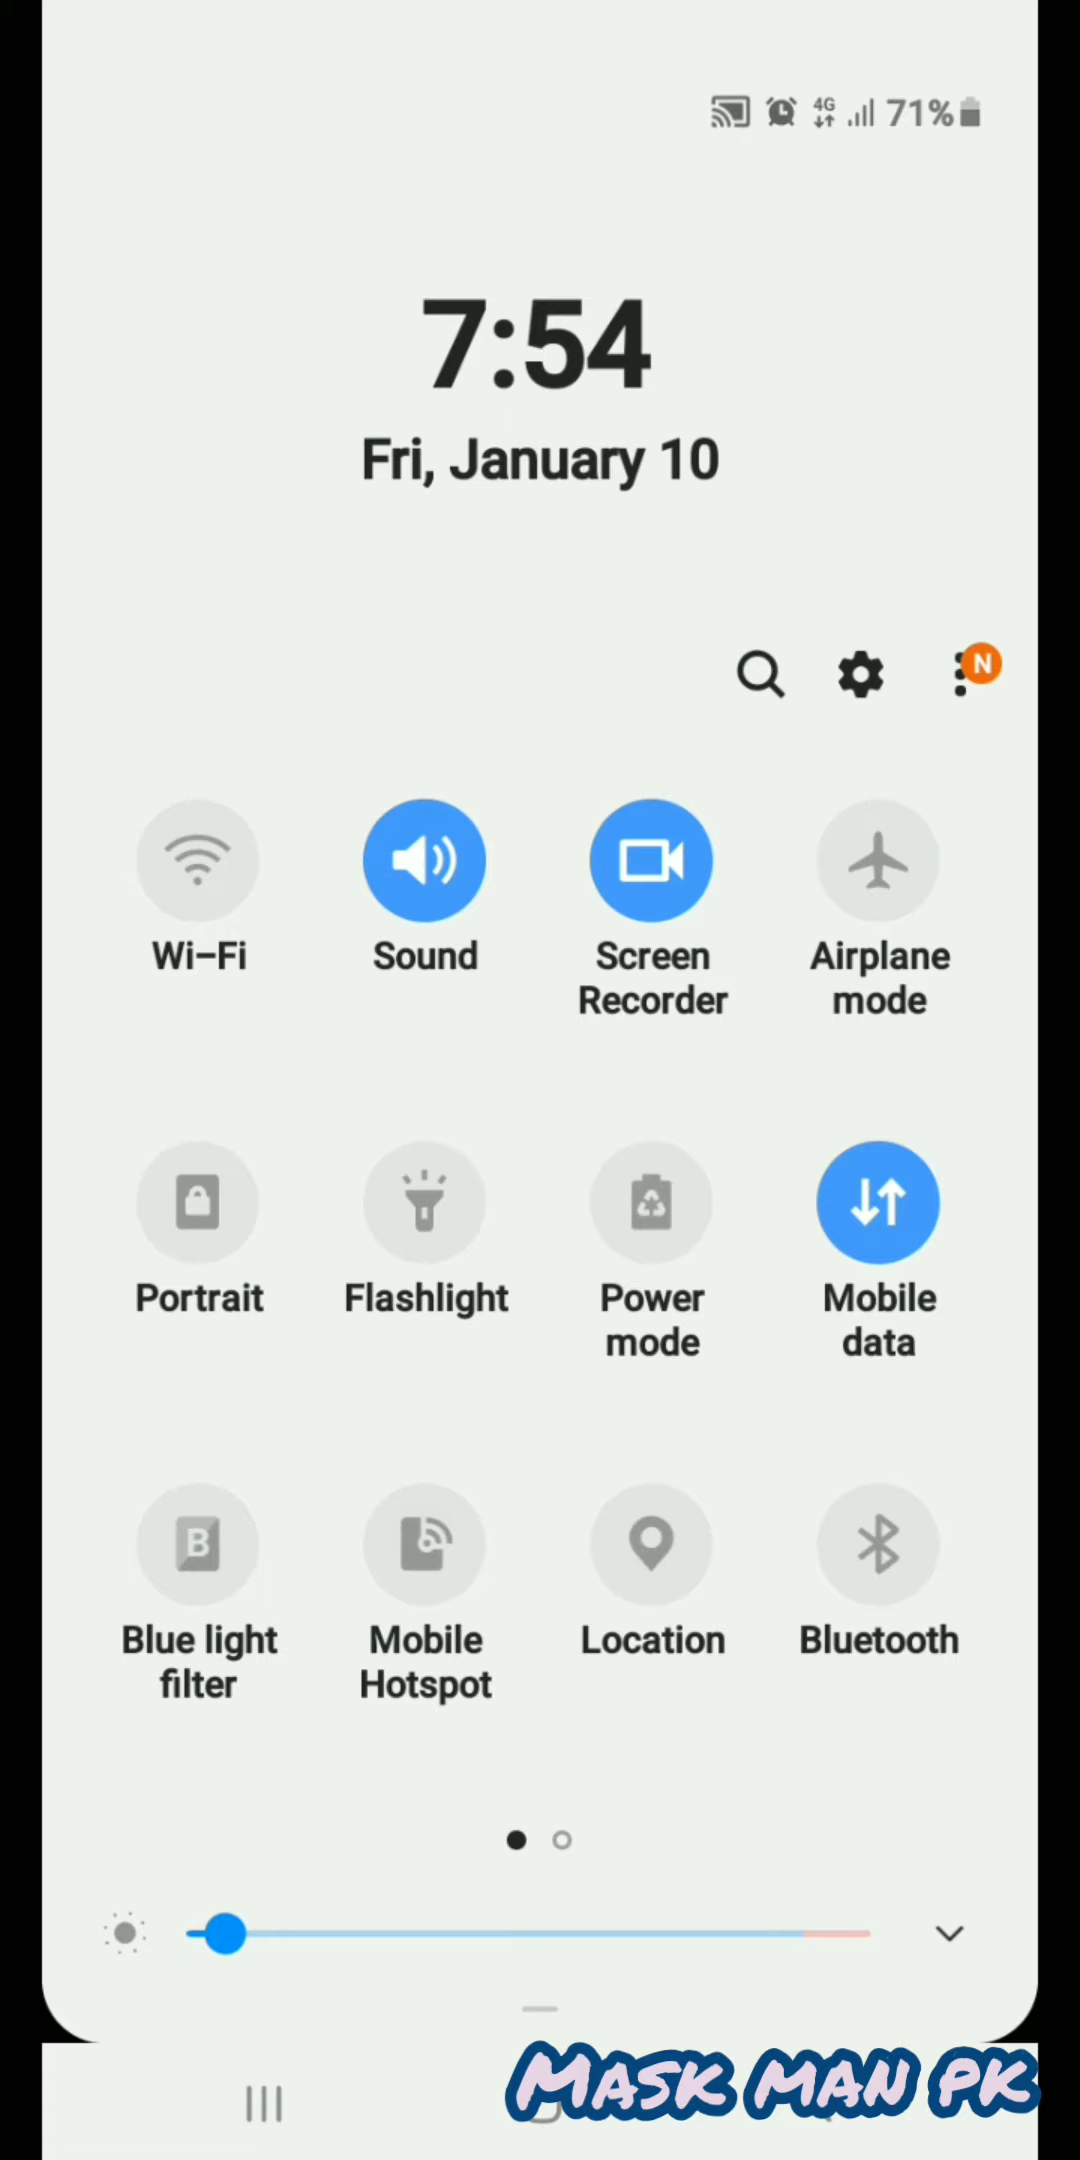 4G 71%
7:54
Fri, January 10
N
Wi-Fi Sound Screen Recorder Airplane mode
Portrait Flashlight Power mode Mobile data
B
Blue light filter Mobile Hotspot Location Bluetooth
MASK MAN PK